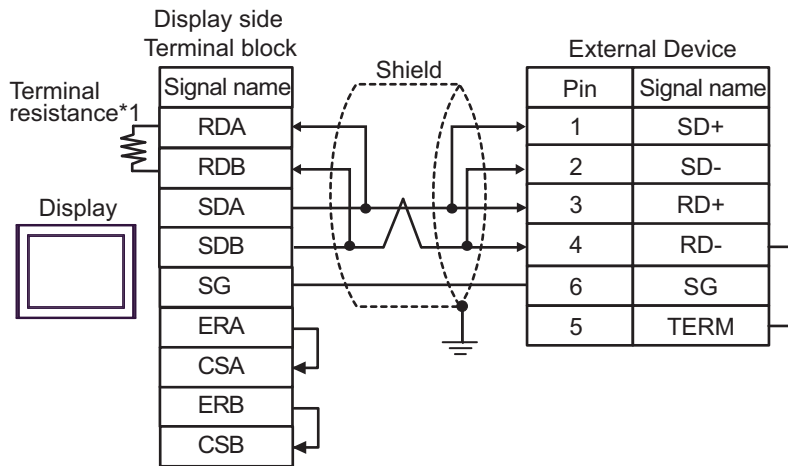 Display side
Terminal block
Shield
External Device
Terminal
resistance*1
Display
Signal name
RDA
RDB
SDA
SDB
SG
ERA
CSA
ERB
CSB
Pin Signal name
1 SD+
2 SD-
3 RD+
4 RD-
6 SG
5 TERM